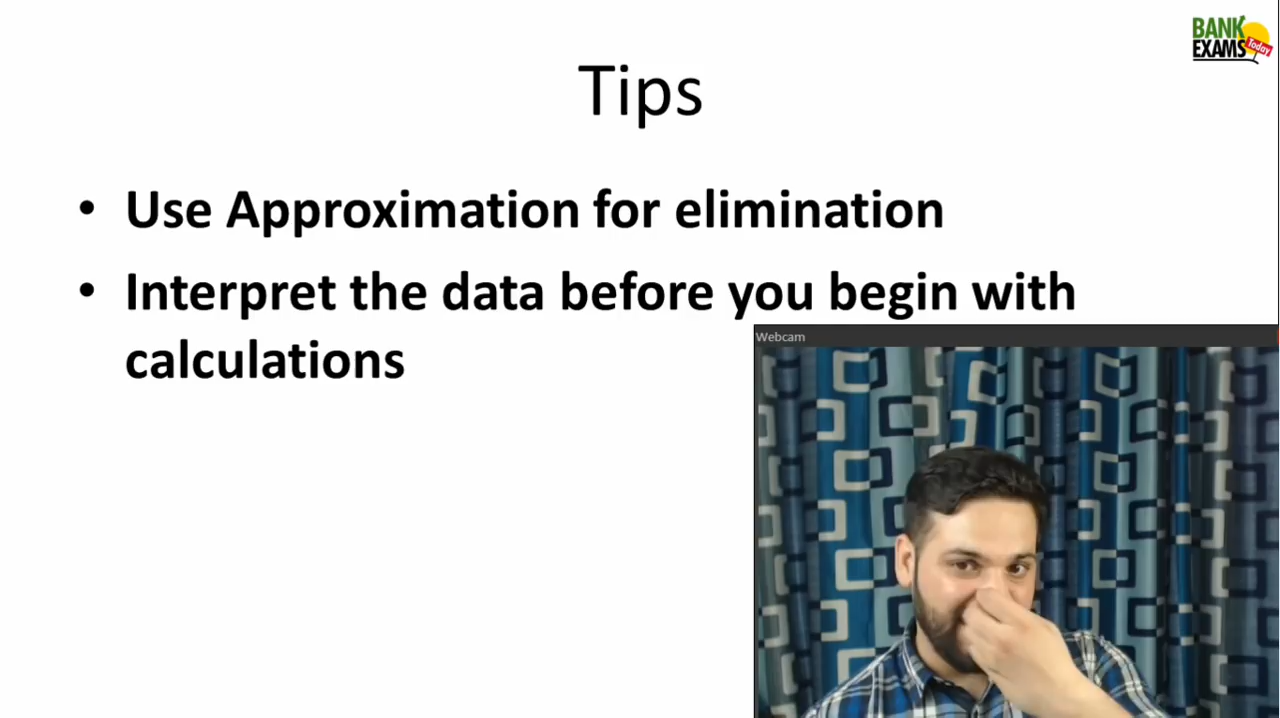 BANK
EXAMS Today
Tips
• Use Approximation for elimination
• Interpret the data before you begin with
calculations
Webcam